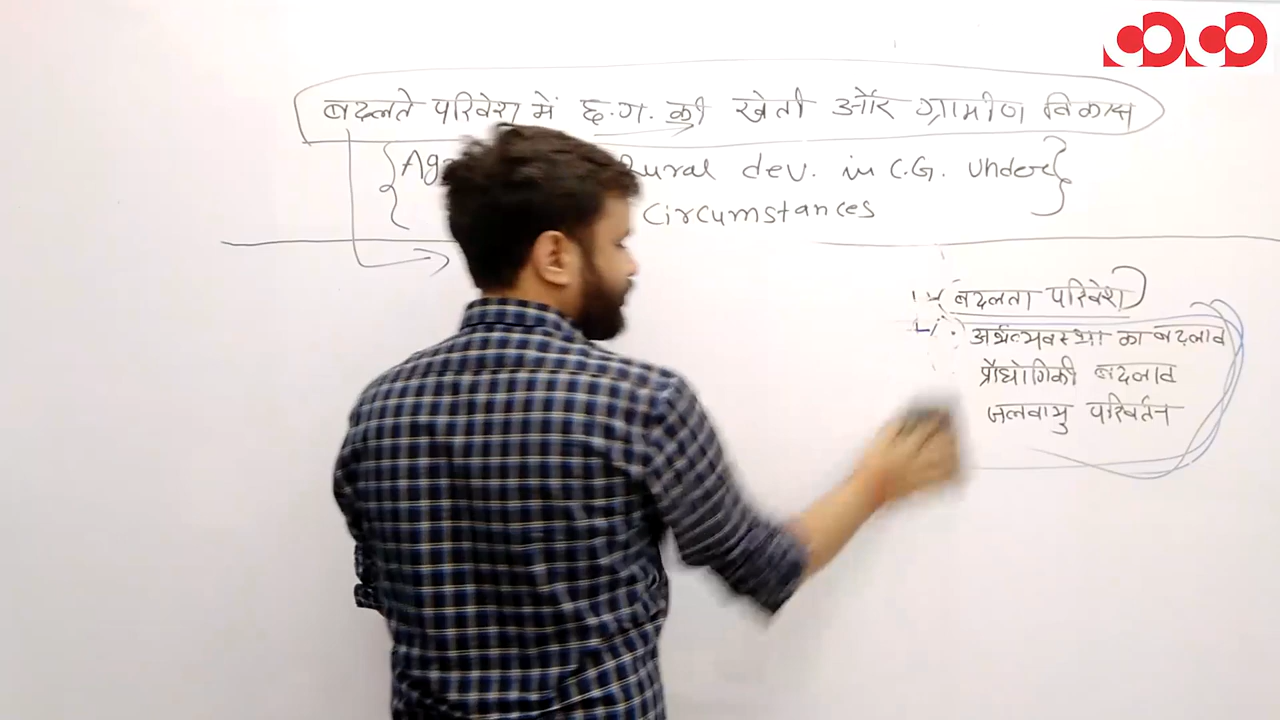 बदलते परिवेश में छ.ग. की खेती और ग्रामीण विकास
Rural dev. in C.G. under
Circumstances
बदलता परिवेश
अर्थव्यवस्था का बदलाव
प्रौद्योगिकी बदलाव
जलवायु परिवर्तन